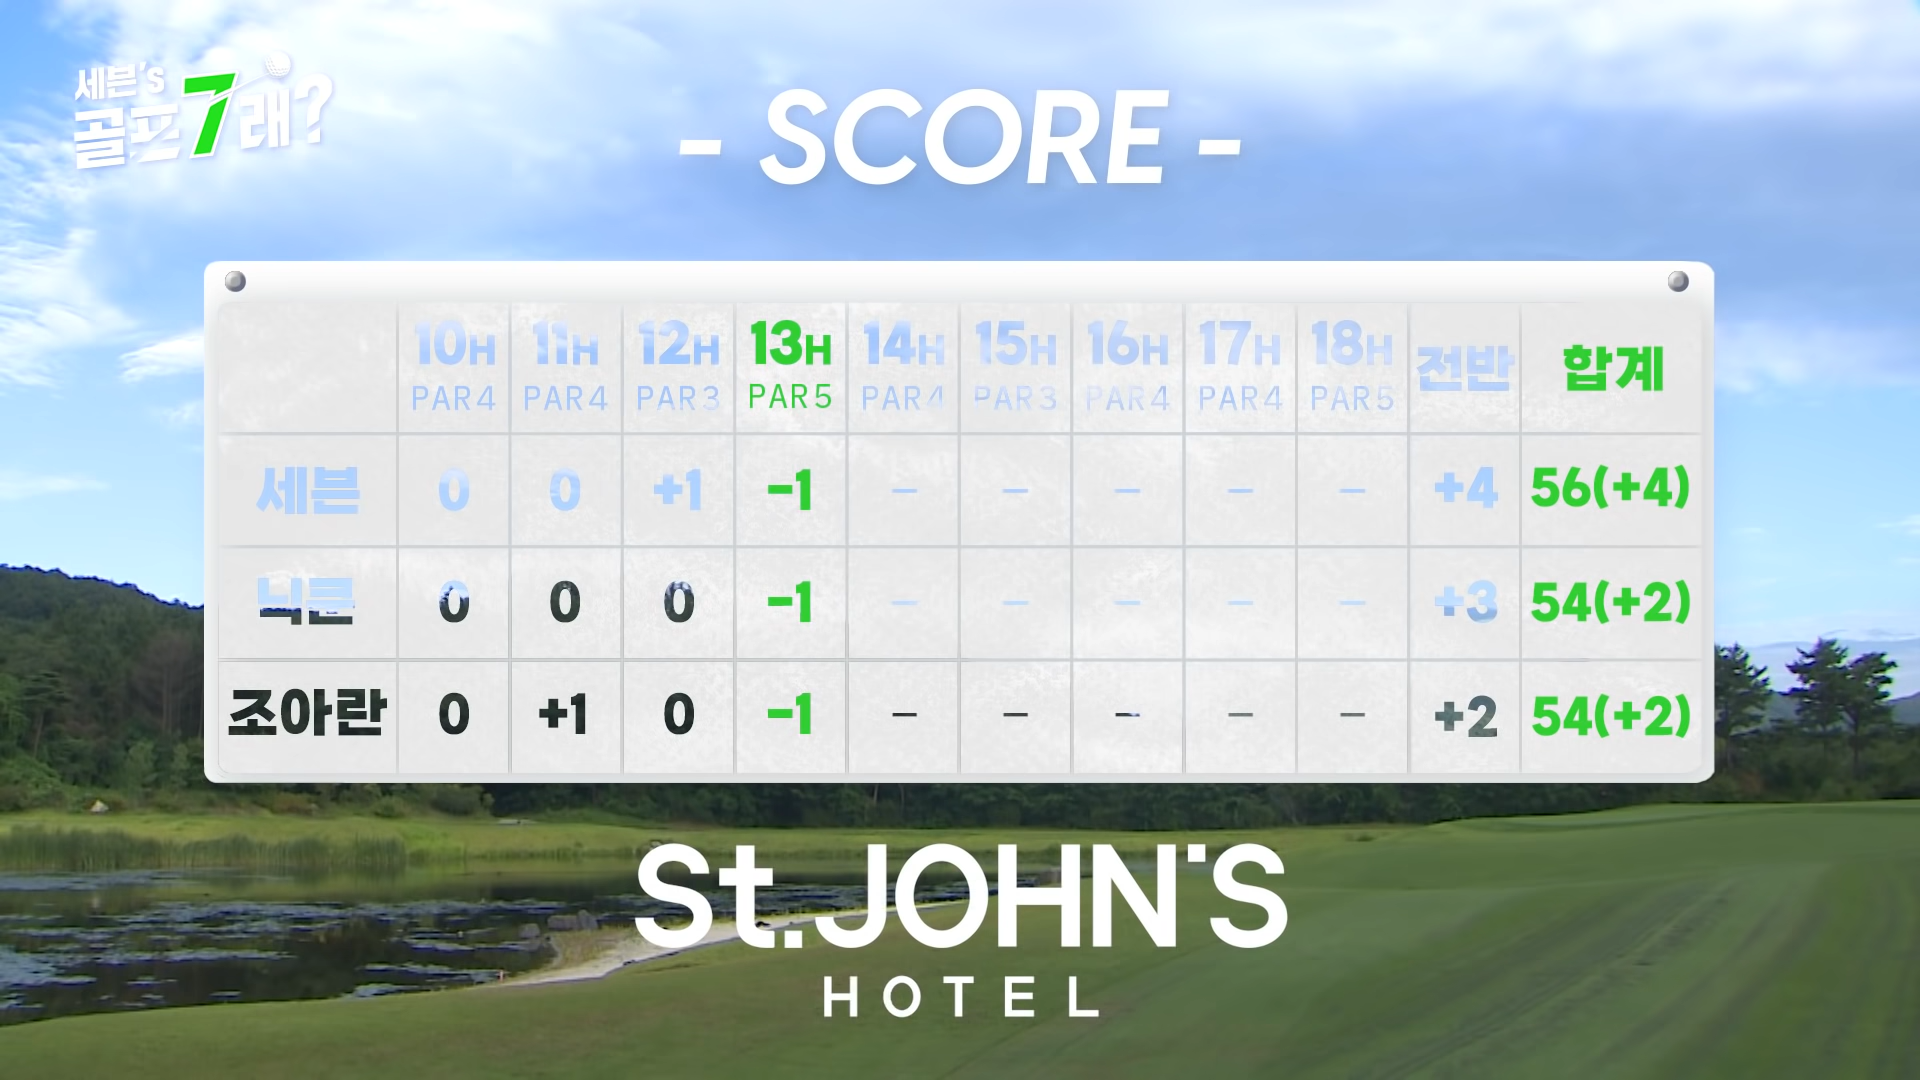 세븐's
골프7래?
- SCORE -
10H 11H 12H 13H 14H 15H 16H 17H 18H 전반 합계
PAR4 PAR4 PAR3 PAR5 PAR4 PAR3 PAR4 PAR4 PAR5
세븐 0 0 +1 -1 - - - - - +4 56(+4)
닉쿤 0 0 0 -1 - - - - - +3 54(+2)
조아란 0 +1 0 -1 - - - - - +2 54(+2)
St.JOHN'S
HOTEL